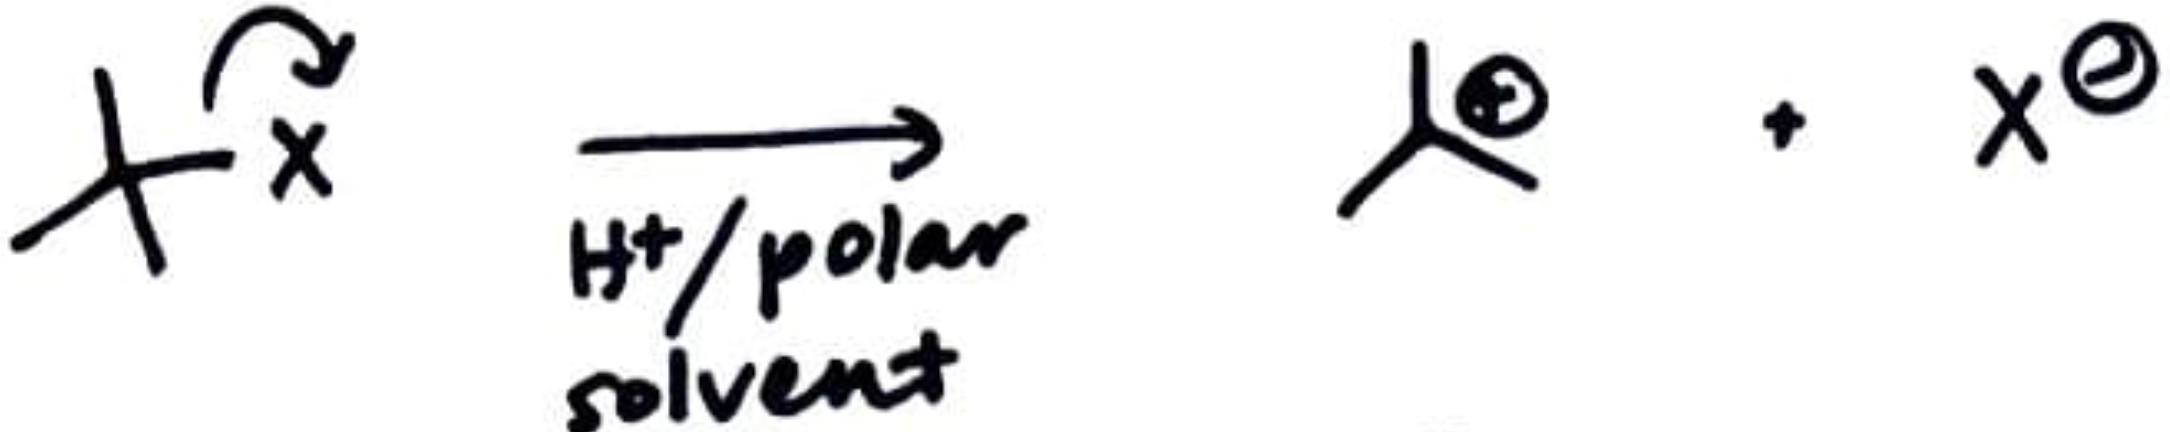 X
⊕
+
X⊖
H+/polar
solvent